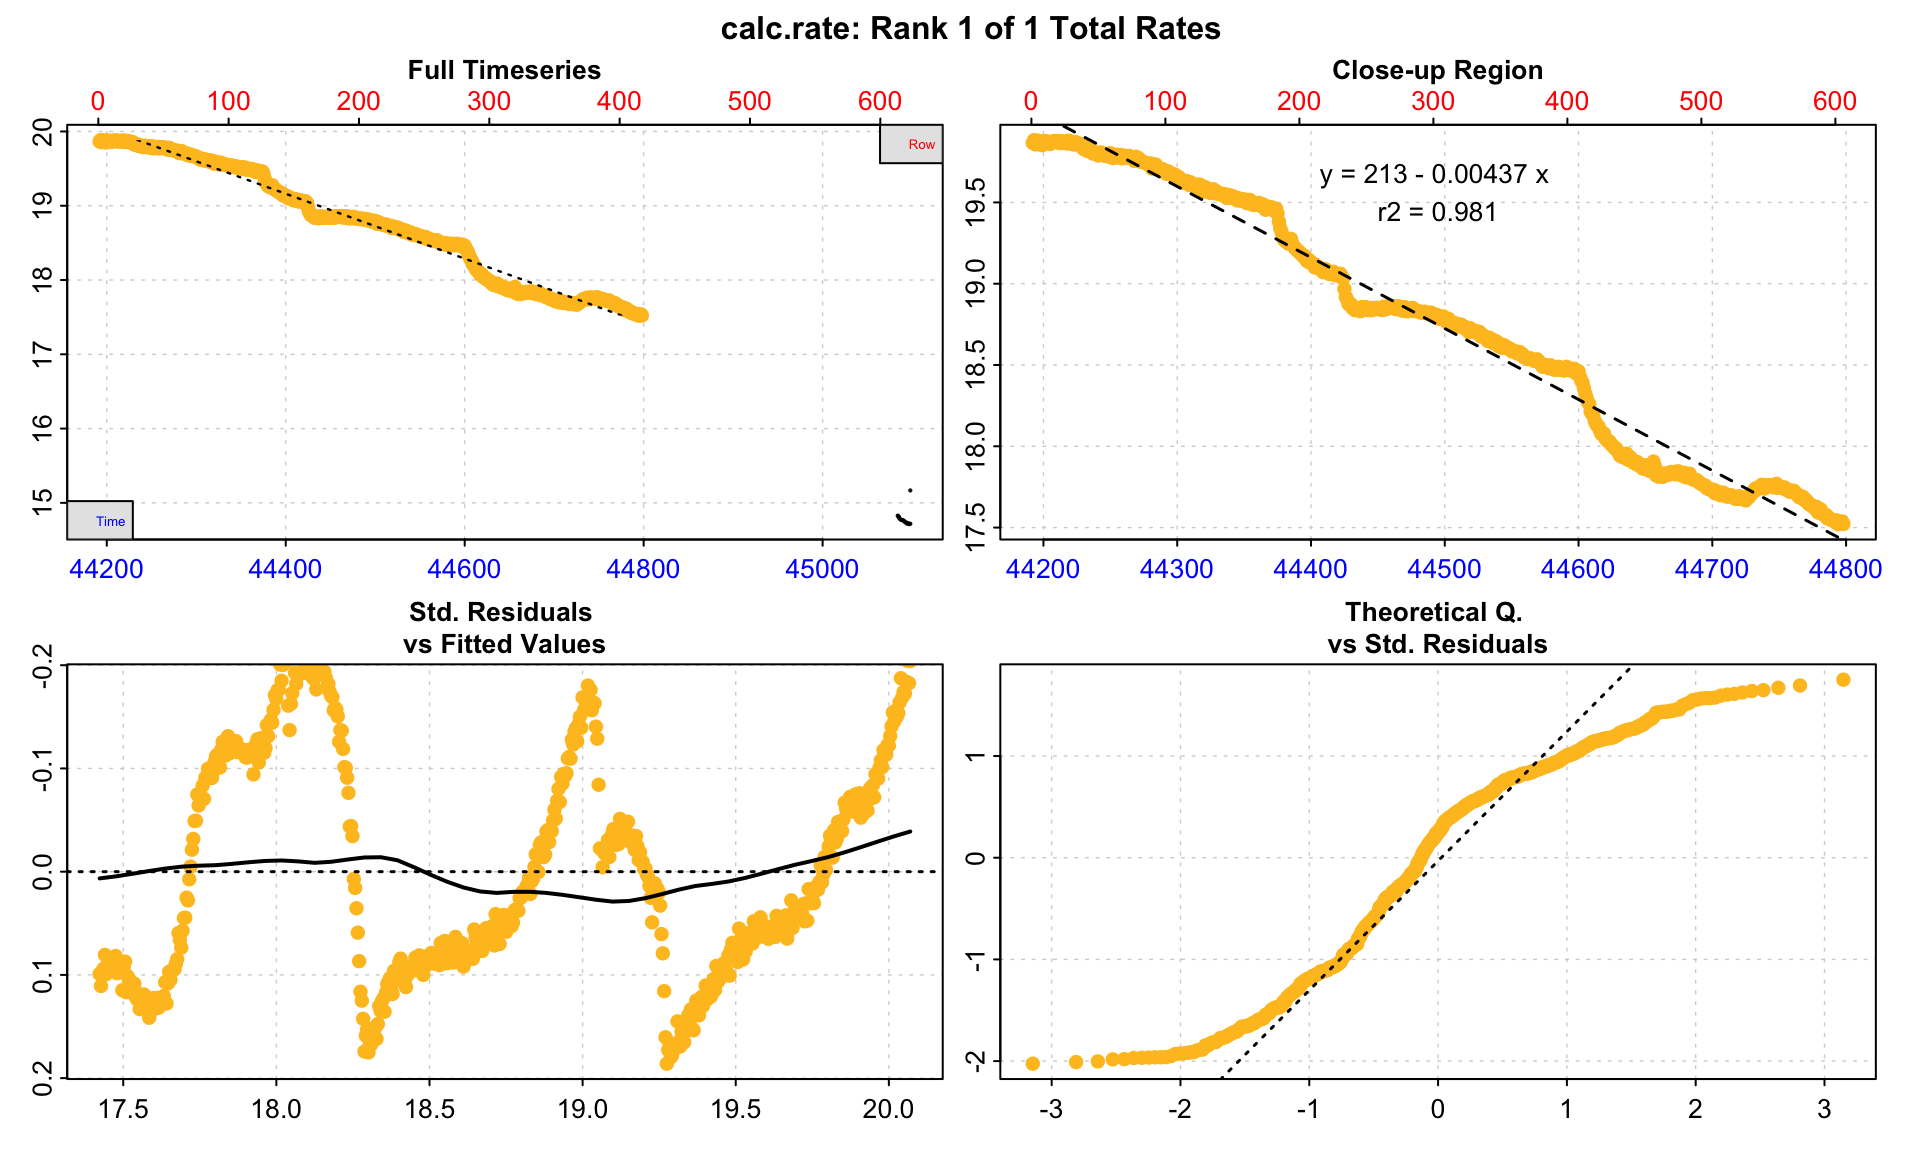 calc.rate: Rank 1 of 1 Total Rates
Full Timeseries
0 100 200 300 400 500 600
Row
20
19
18
17
16
15
Time
44200 44400 44600 44800 45000
Close-up Region
0 100 200 300 400 500 600
y = 213 - 0.00437 x
r2 = 0.981
19.5
19.0
18.5
18.0
17.5
44200 44300 44400 44500 44600 44700 44800
Std. Residuals
vs Fitted Values
-0.2
-0.1
0.0
0.1
0.2
17.5 18.0 18.5 19.0 19.5 20.0
Theoretical Q.
vs Std. Residuals
1
0
-1
-2
-3 -2 -1 0 1 2 3